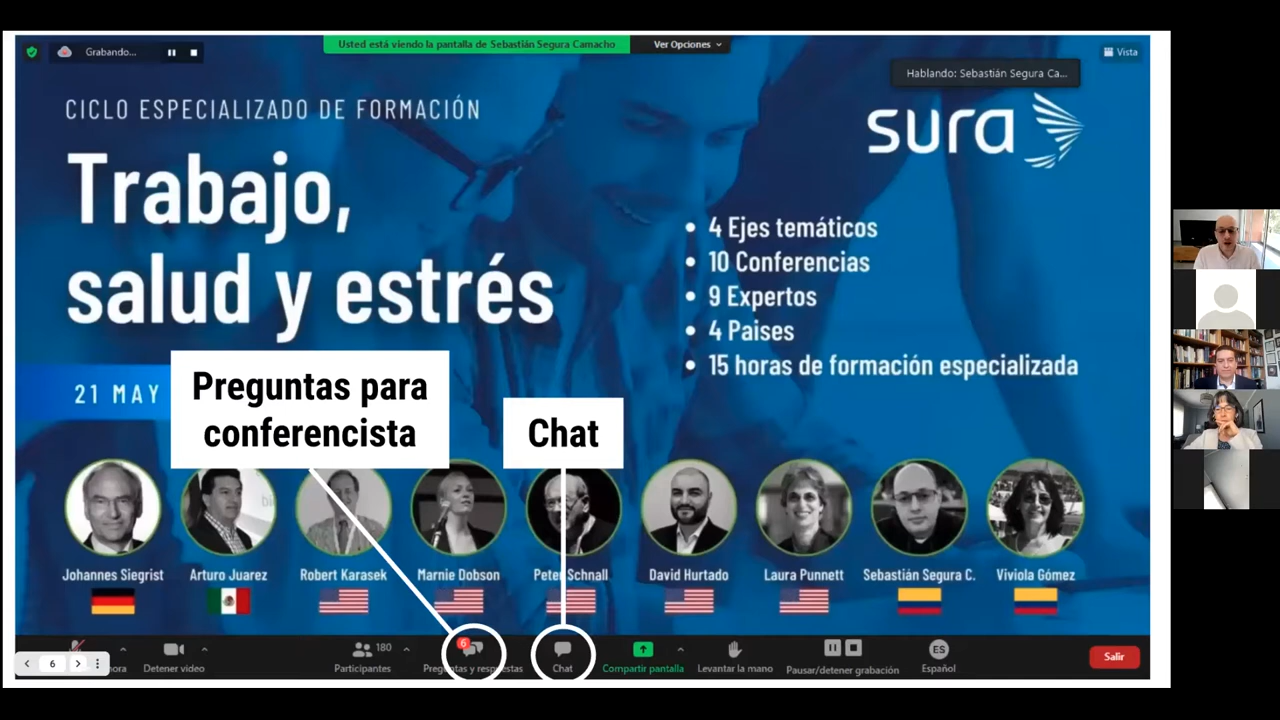 Grabando...
Usted está viendo la pantalla de Sebastián Segura Camacho
Ver Opciones
Vista
Hablando: Sebastián Segura Ca...
CICLO ESPECIALIZADO DE FORMACIÓN
sura
Trabajo,
salud y estrés
• 4 Ejes temáticos
• 10 Conferencias
• 9 Expertos
• 4 Paises
• 15 horas de formación especializada
21 MAY
Preguntas para
conferencista
Chat
Johannes Siegrist
Arturo Juarez
Robert Karasek
Marnie Dobson
Peter Schnall
David Hurtado
Laura Punnett
Sebastián Segura C.
Viviola Gómez
6
Detener video
Participantes
180
6
Preguntas y respuestas
Chat
Compartir pantalla
Levantar la mano
Pausar/detener grabación
ES
Español
Salir